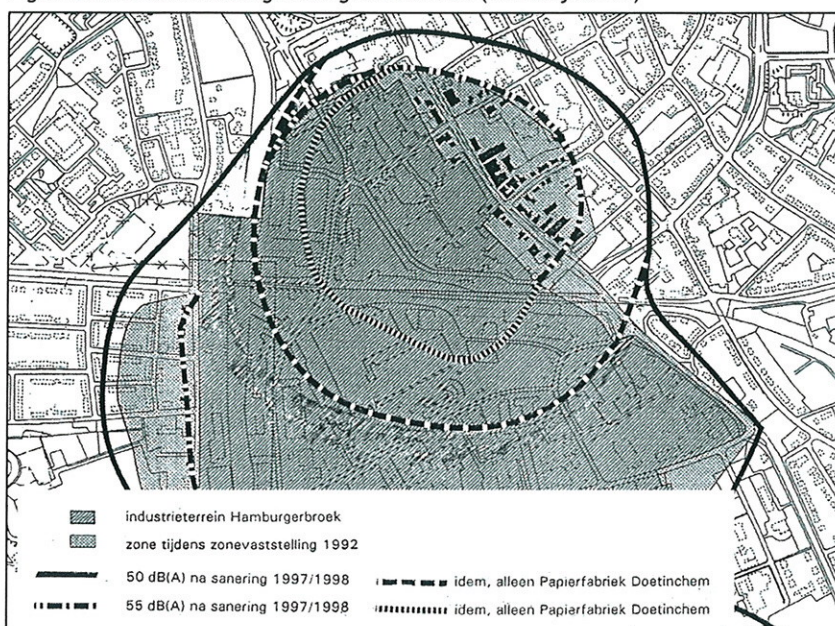 industrieterrein Hamburgerbroek
zone tijdens zonevaststelling 1992
50 dB(A) na sanering 1997/1998
idem, alleen Papierfabriek Doetinchem
55 dB(A) na sanering 1997/1998
idem, alleen Papierfabriek Doetinchem